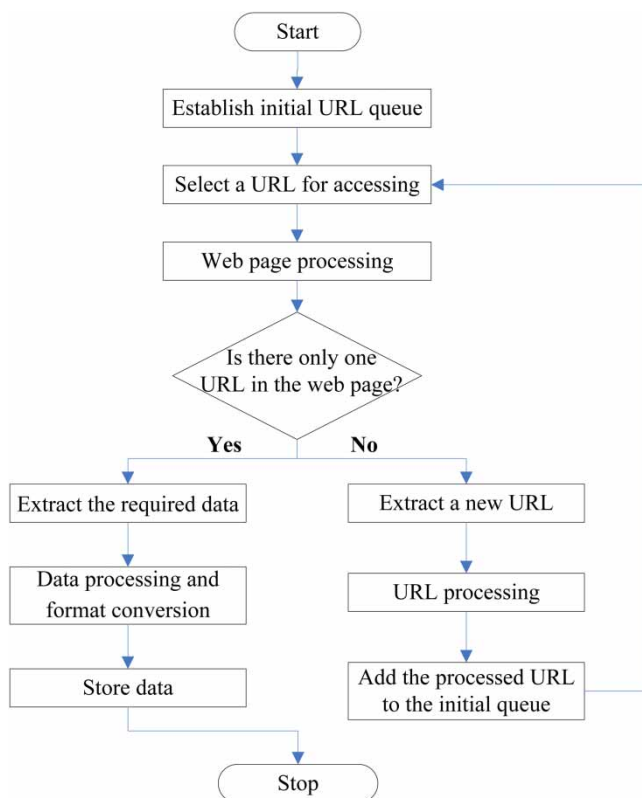 Start
Establish initial URL queue
Select a URL for accessing
Web page processing
Is there only one
URL in the web page?
Yes
No
Extract the required data
Extract a new URL
Data processing and
format conversion
URL processing
Store data
Add the processed URL
to the initial queue
Stop